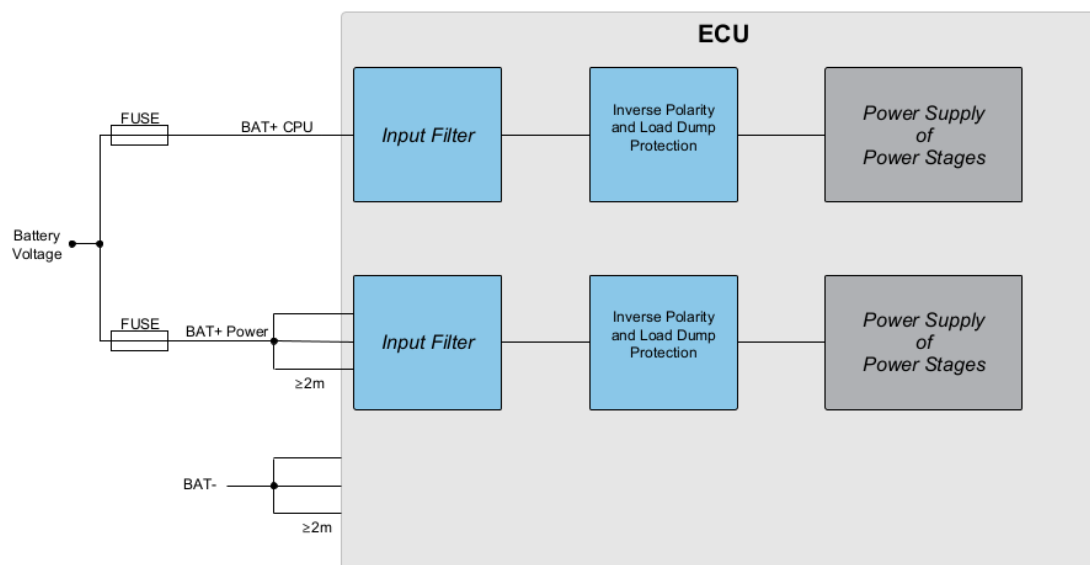 ECU
FUSE
BAT+ CPU
Input Filter
Inverse Polarity
and Load Dump
Protection
Power Supply
of
Power Stages
Battery
Voltage
FUSE
BAT+ Power
≥2m
Input Filter
Inverse Polarity
and Load Dump
Protection
Power Supply
of
Power Stages
BAT-
≥2m